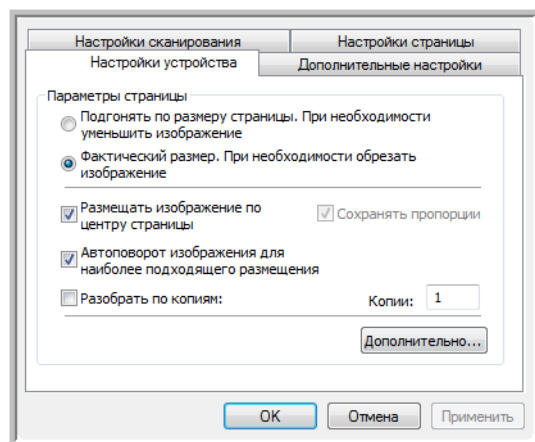 Настройки сканирования
Настройки страницы
Настройки устройства
Дополнительные настройки
Параметры страницы
Подгонять по размеру страницы. При необходимости
уменьшить изображение
Фактический размер. При необходимости обрезать
изображение
Размещать изображение по
центру страницы
Сохранять пропорции
Автоповорот изображения для
наиболее подходящего размещения
Разобрать по копиям:
Копии: 1
Дополнительно...
OK
Отмена
Применить